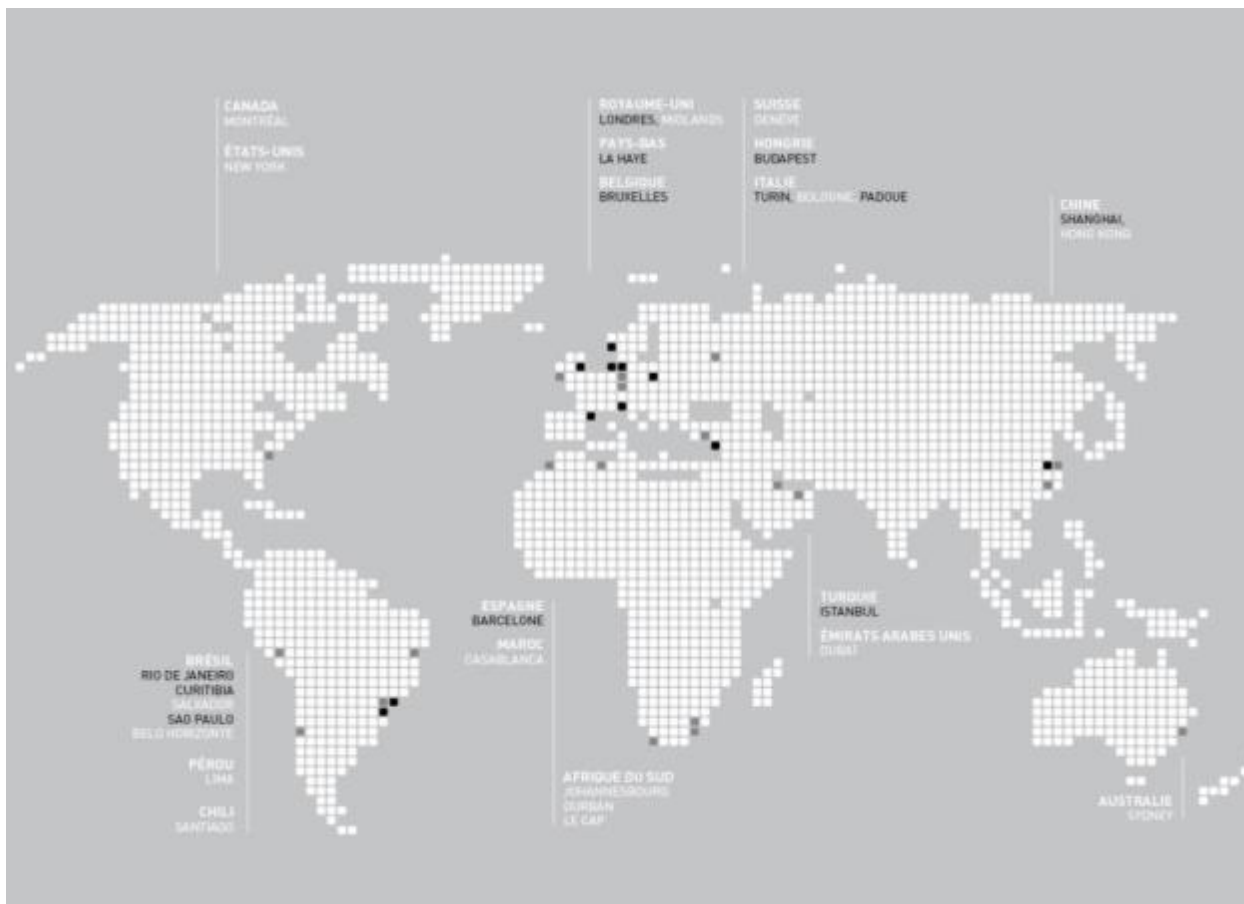 CANADA
MONTRÉAL
ÉTATS-UNIS
NEW YORK
ROYAUME-UNI
LONDRES, MIDLANDS
PAYS-BAS
LA HAYE
BELGIQUE
BRUXELLES
SUISSE
GENÈVE
HONGRIE
BUDAPEST
ITALIE
TURIN, BOLOGNE, PADOUE
CHINE
SHANGHAI,
HONG KONG
ESPAGNE
BARCELONE
MAROC
CASABLANCA
TURQUIE
ISTANBUL
ÉMIRATS ARABES UNIS
DUBAÏ
BRÉSIL
RIO DE JANEIRO
CURITIBIA
SALVADOR
SAO PAULO
BELO HORIZONTE
PÉROU
LIMA
CHILI
SANTIAGO
AFRIQUE DU SUD
JOHANNESBOURG
DURBAN
LE CAP
AUSTRALIE
SYDNEY